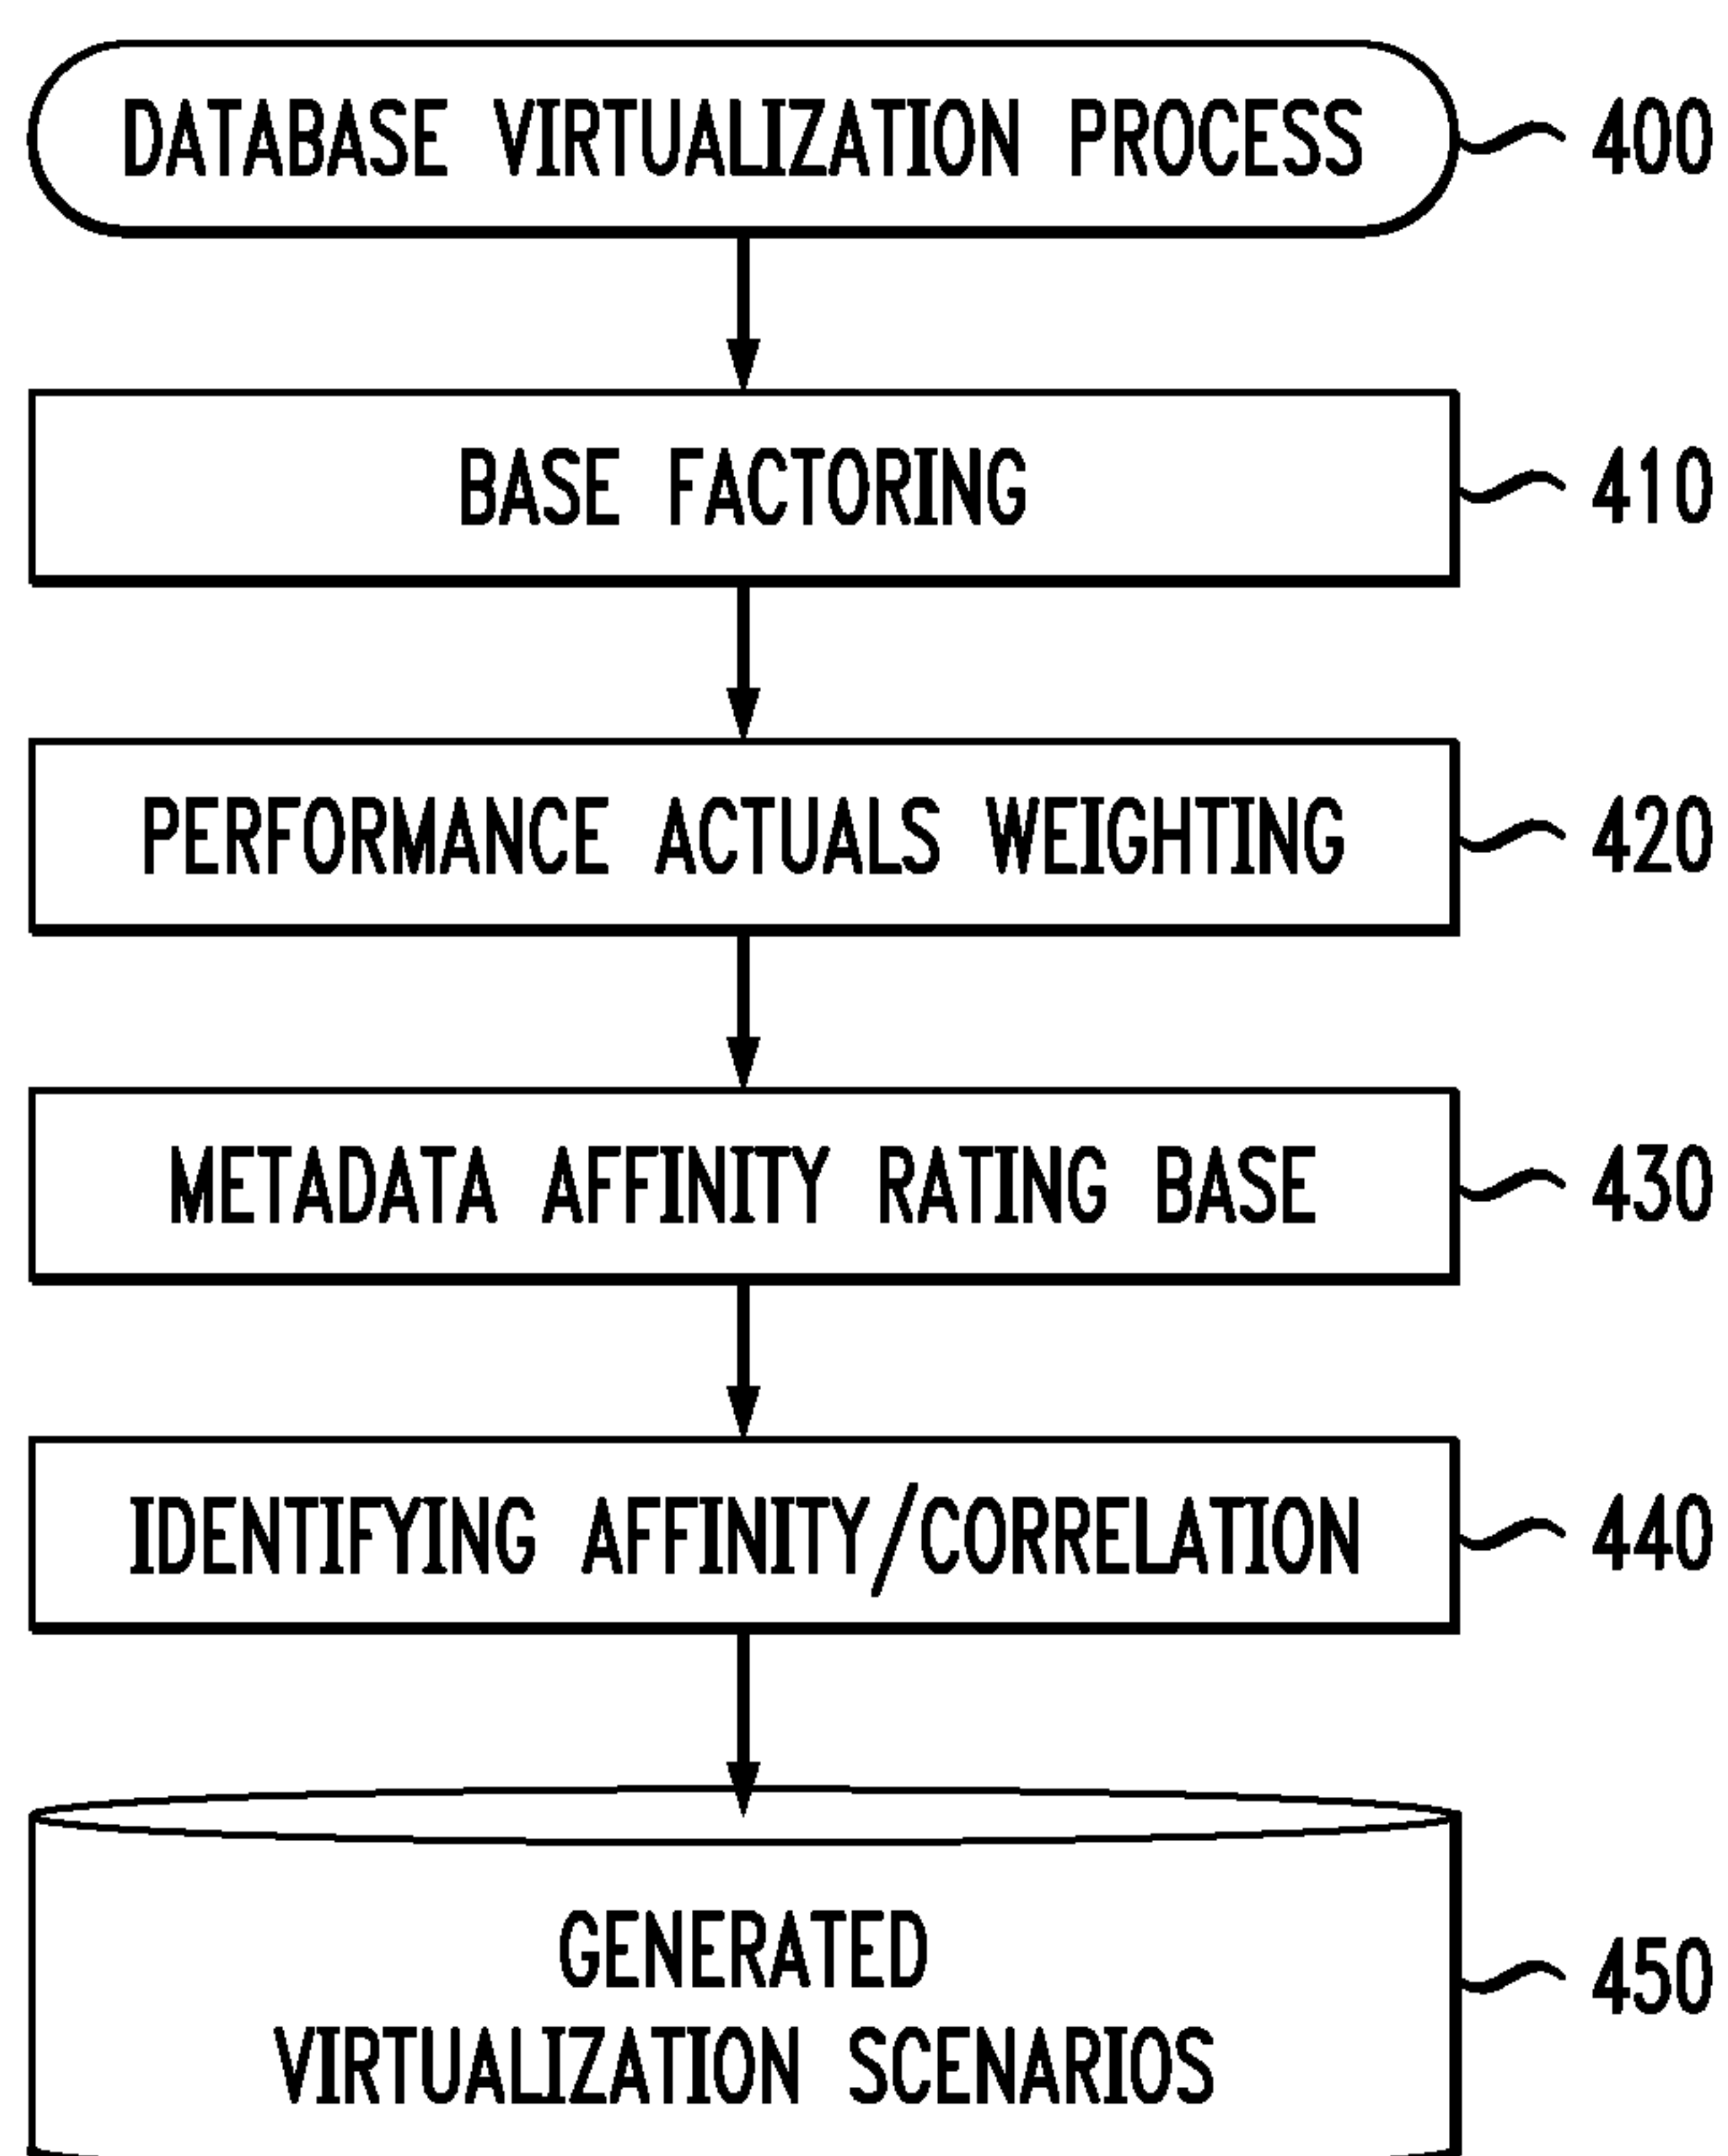 DATABASE VIRTUALIZATION PROCESS 400
BASE FACTORING 410
PERFORMANCE ACTUALS WEIGHTING 420
METADATA AFFINITY RATING BASE 430
IDENTIFYING AFFINITY/CORRELATION 440
GENERATED
VIRTUALIZATION SCENARIOS
450